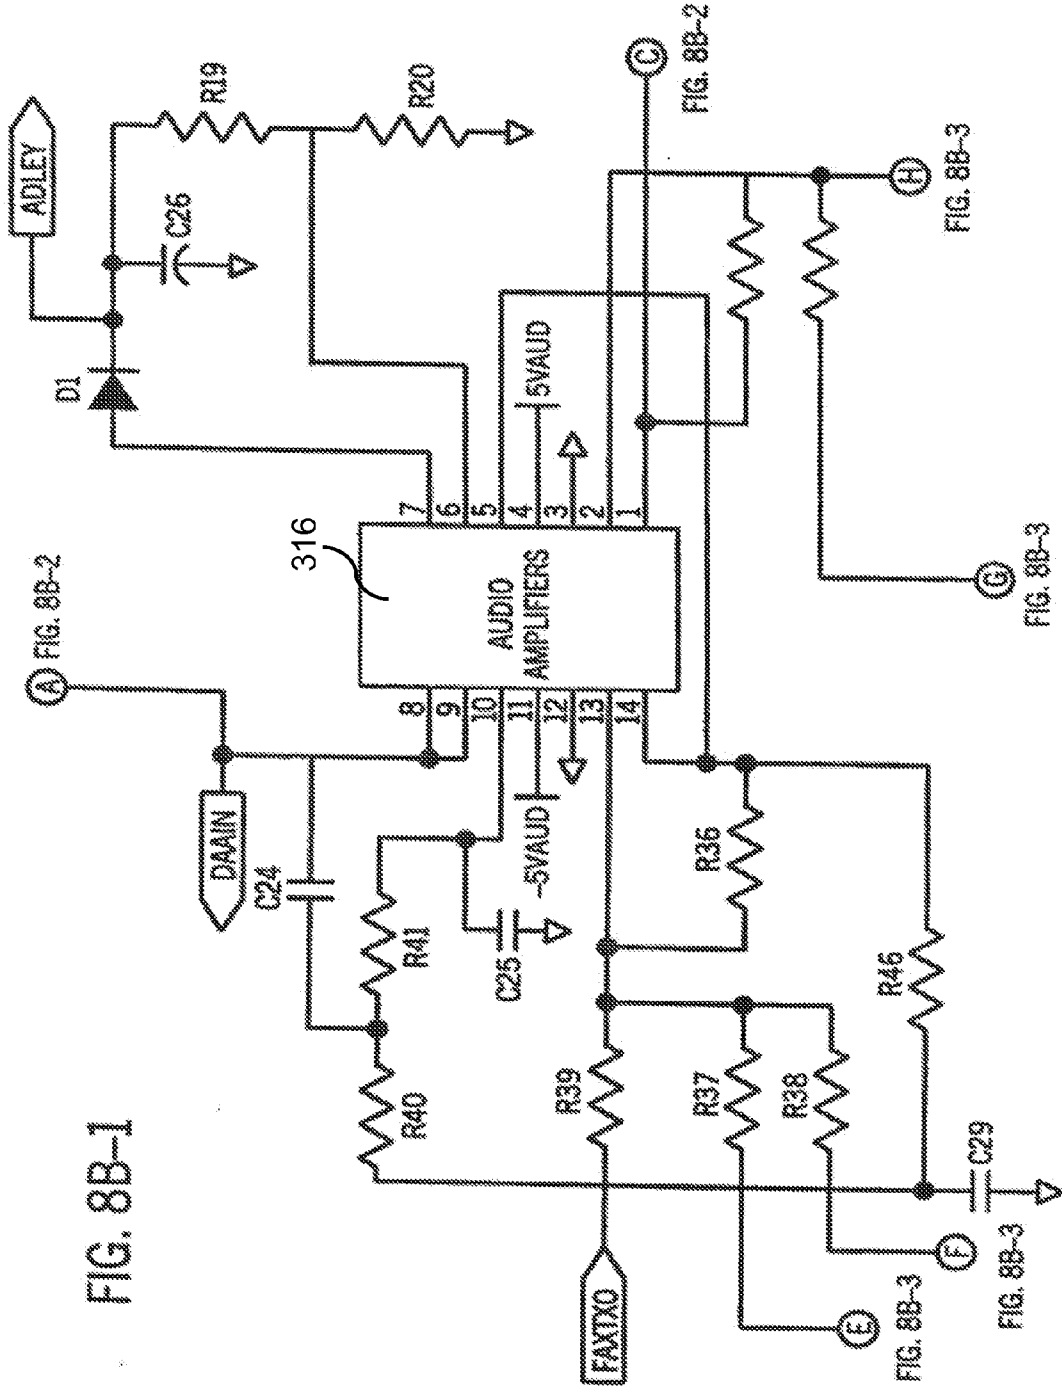 FIG. 8B-1
ADLEY
D1
C26
R19
R20
C
FIG. 8B-2
A
FIG. 8B-2
DAAIN
C24
R41
R40
C25
316
AUDIO
AMPLIFIERS
7
6
5
4
3
2
1
8
9
10
11
12
13
14
5VAUD
-5VAUD
H
FIG. 8B-3
G
FIG. 8B-3
R36
R46
R39
R37
R38
C29
FAXTXO
E
FIG. 8B-3
F
FIG. 8B-3